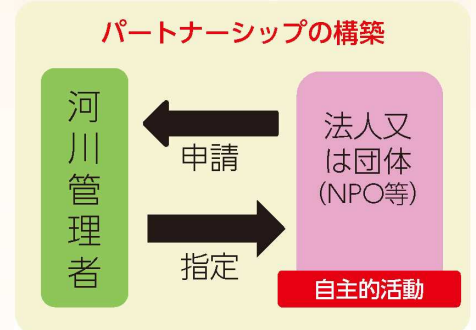 パートナーシップの構築
河川管理者
申請
指定
法人又
は団体
(NPO等)
自主的活動